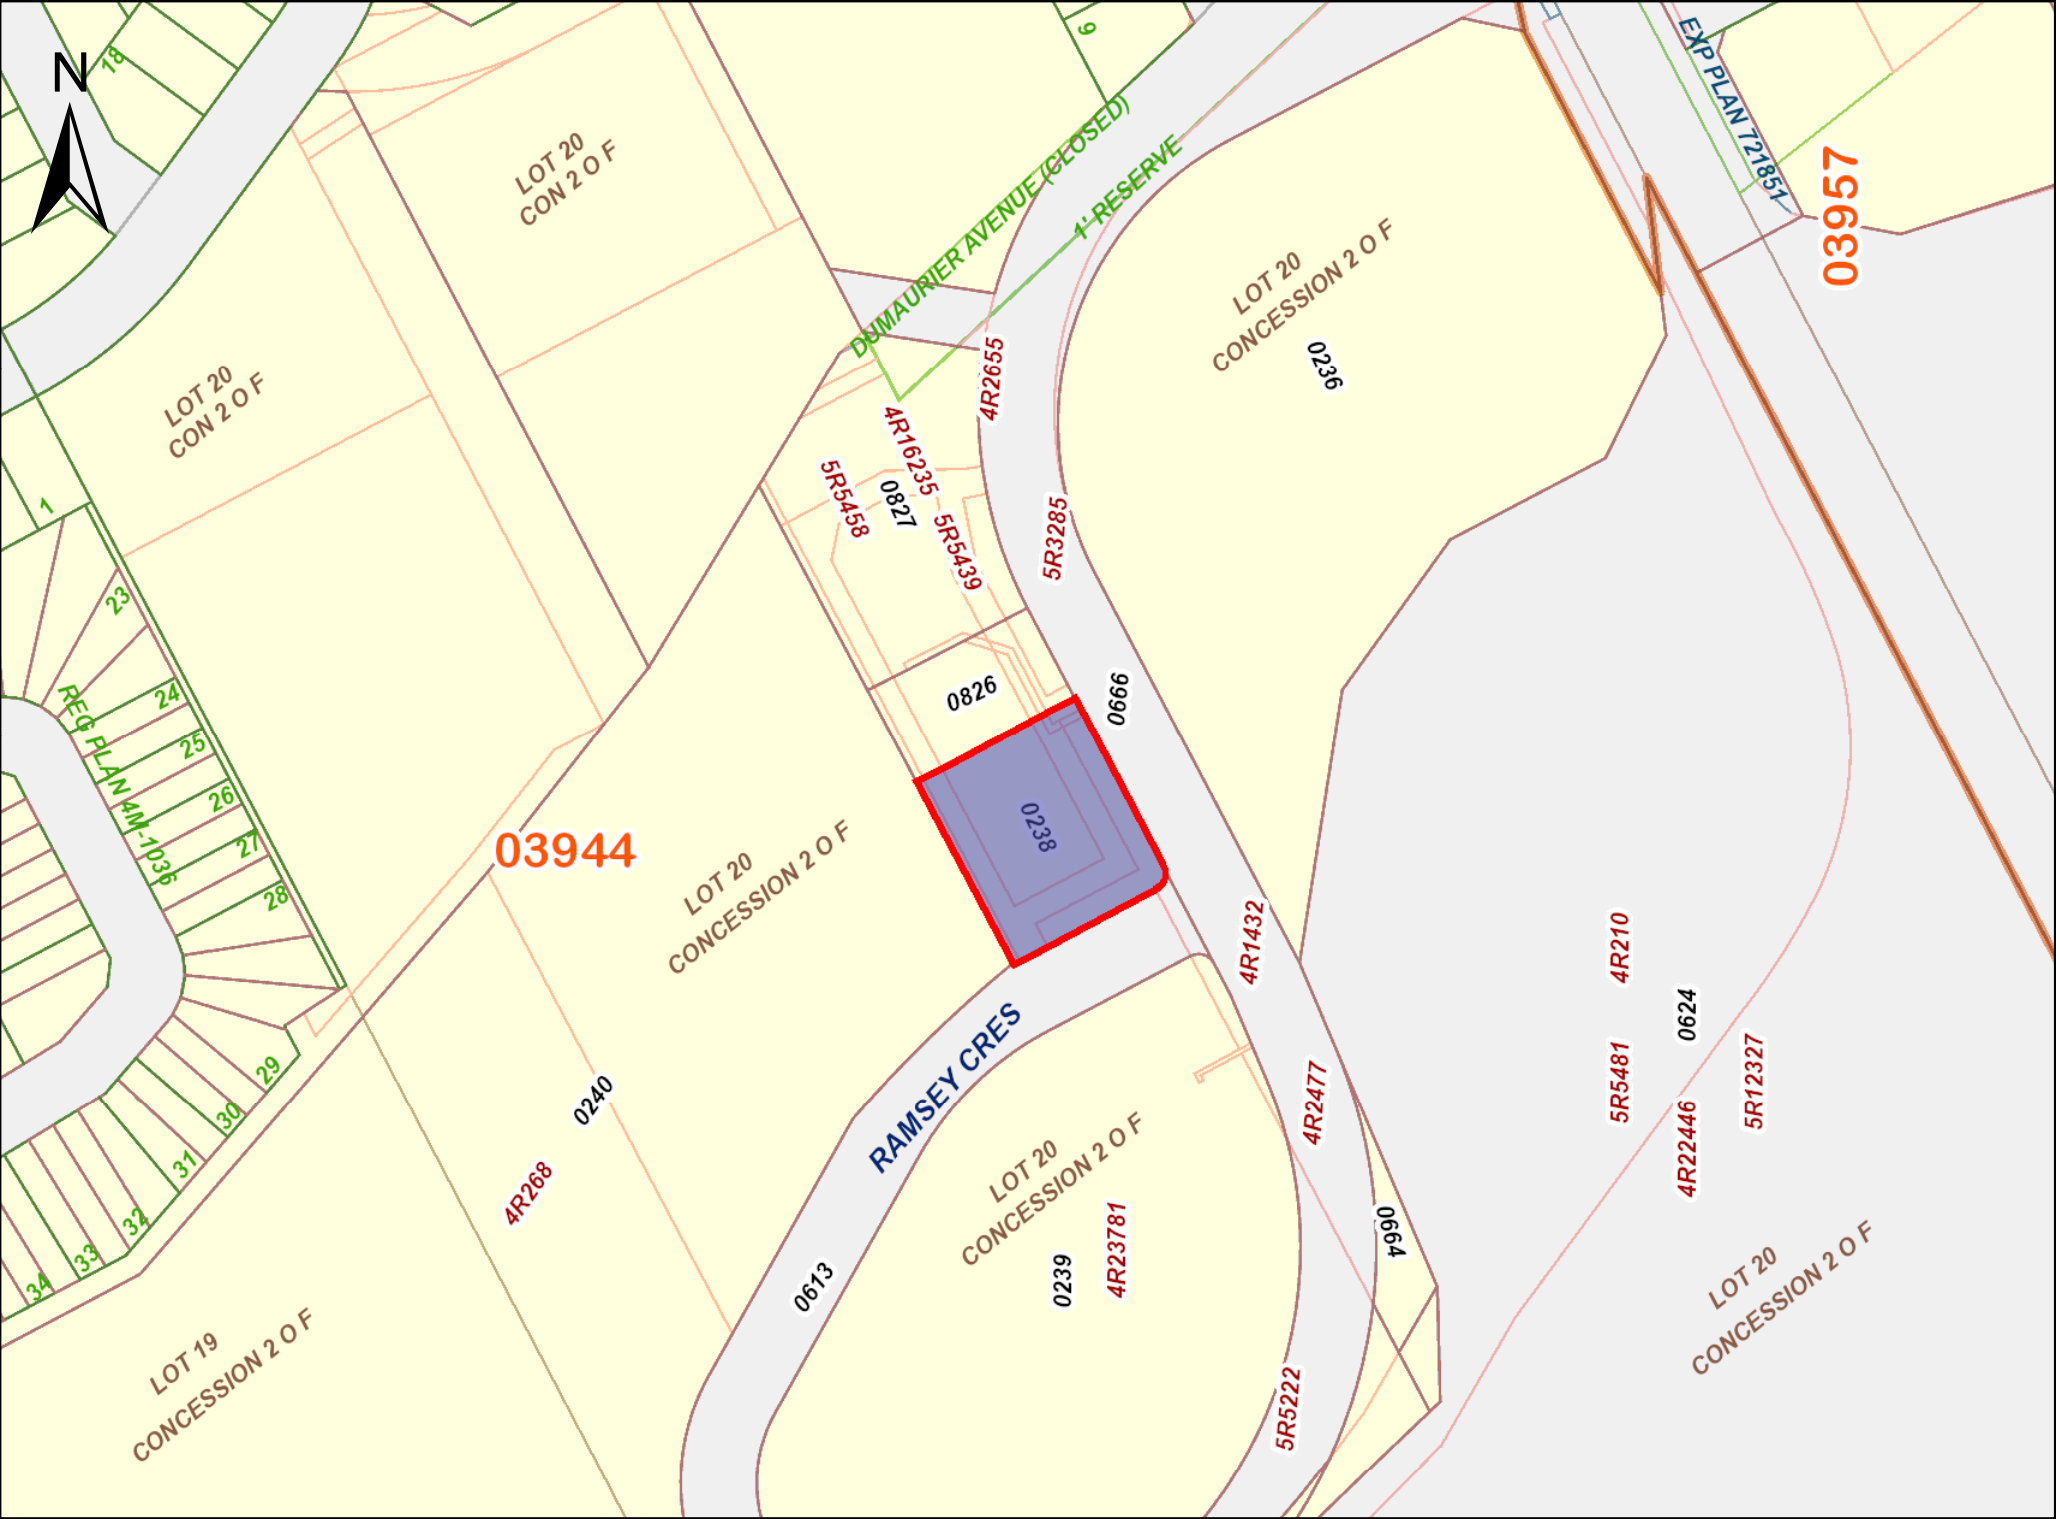 18
N
9
EXP PLAN 721851
03957
LOT 20
CON 2 O F
DUMAURIER AVENUE (CLOSED)
1' RESERVE
LOT 20
CONCESSION 2 O F
0236
4R2655
LOT 20
CON 2 O F
4R16235
5R5458
0827
5R5439
5R3285
1
23
24
25
26
27
28
REG PLAN 4M-1036
0826
0666
0238
03944
LOT 20
CONCESSION 2 O F
4R1432
4R210
0624
5R5481
4R22446
5R12327
RAMSEY CRES
0240
4R268
4R2477
29
30
31
32
33
34
LOT 20
CONCESSION 2 O F
0239
4R23781
0664
0613
LOT 20
CONCESSION 2 O F
LOT 19
CONCESSION 2 O F
5R5222